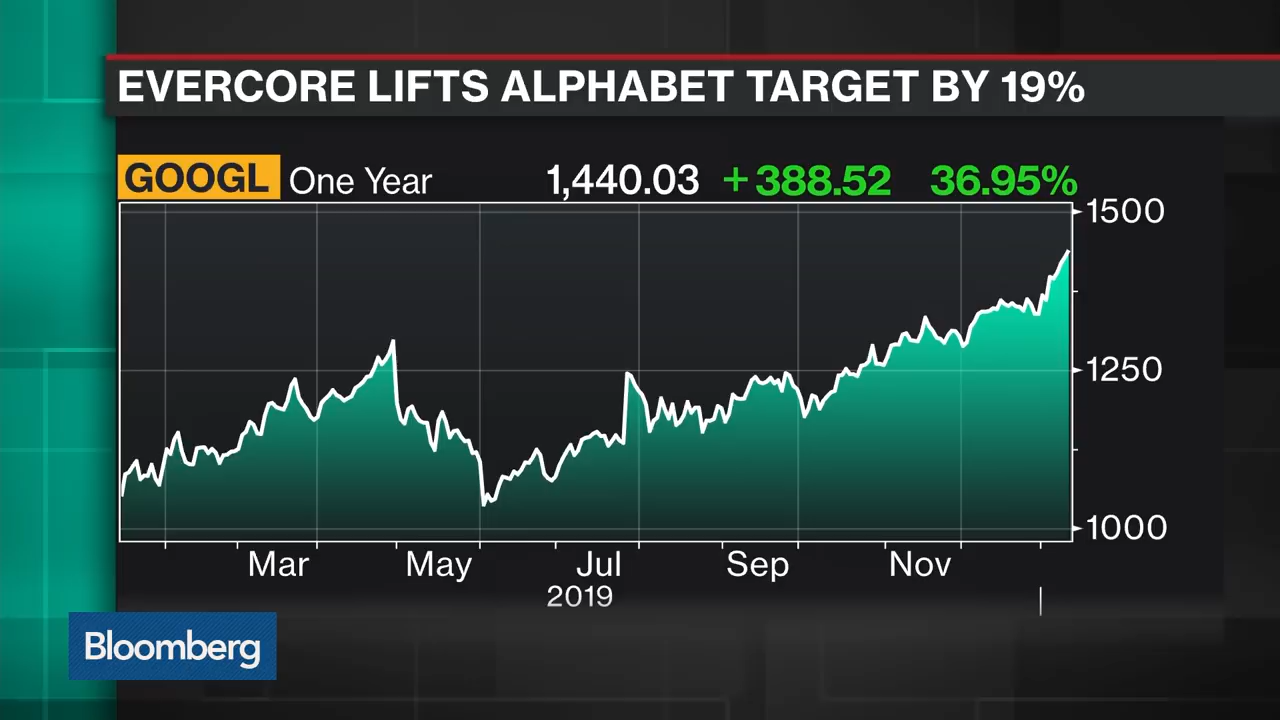 EVERCORE LIFTS ALPHABET TARGET BY 19%
GOOGL One Year 1,440.03 +388.52 36.95%
1500
1250
1000
Mar May Jul Sep Nov
2019
Bloomberg